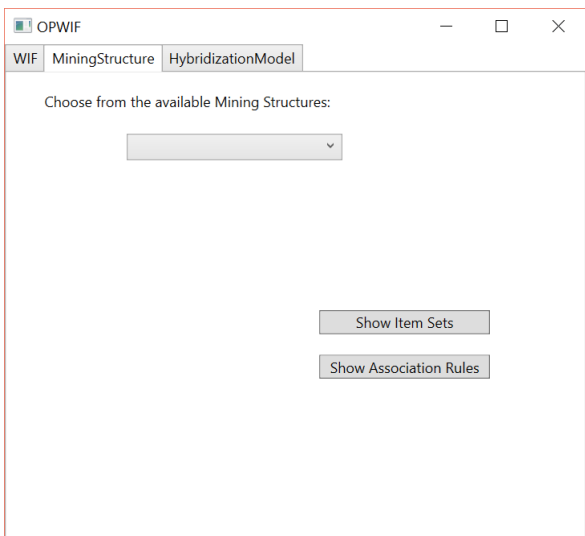 OPWIF
WIF MiningStructure HybridizationModel
Choose from the available Mining Structures:
Show Item Sets
Show Association Rules